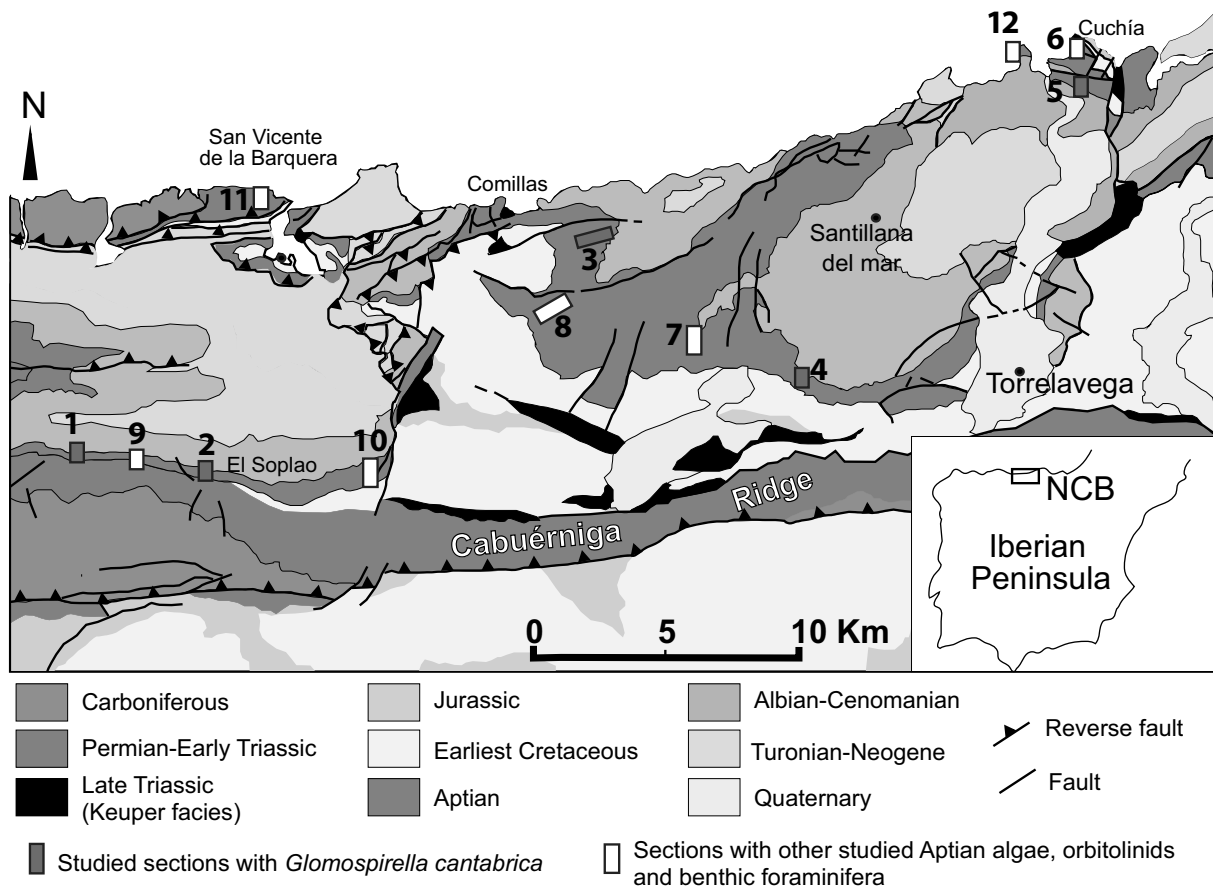 12
6
Cuchía
5
N
San Vicente
de la Barquera
11
Comillas
3
Santillana
del mar
8
7
4
Torrelavega
1
9
2
El Soplao
10
Cabuérniga
Ridge
NCB
Iberian
Peninsula
0 5 10 Km
Carboniferous
Jurassic
Albian-Cenomanian
Permian-Early Triassic
Earliest Cretaceous
Turonian-Neogene
Reverse fault
Late Triassic
(Keuper facies)
Aptian
Quaternary
Fault
Studied sections with Glomospirella cantabrica
Sections with other studied Aptian algae, orbitolinids
and benthic foraminifera